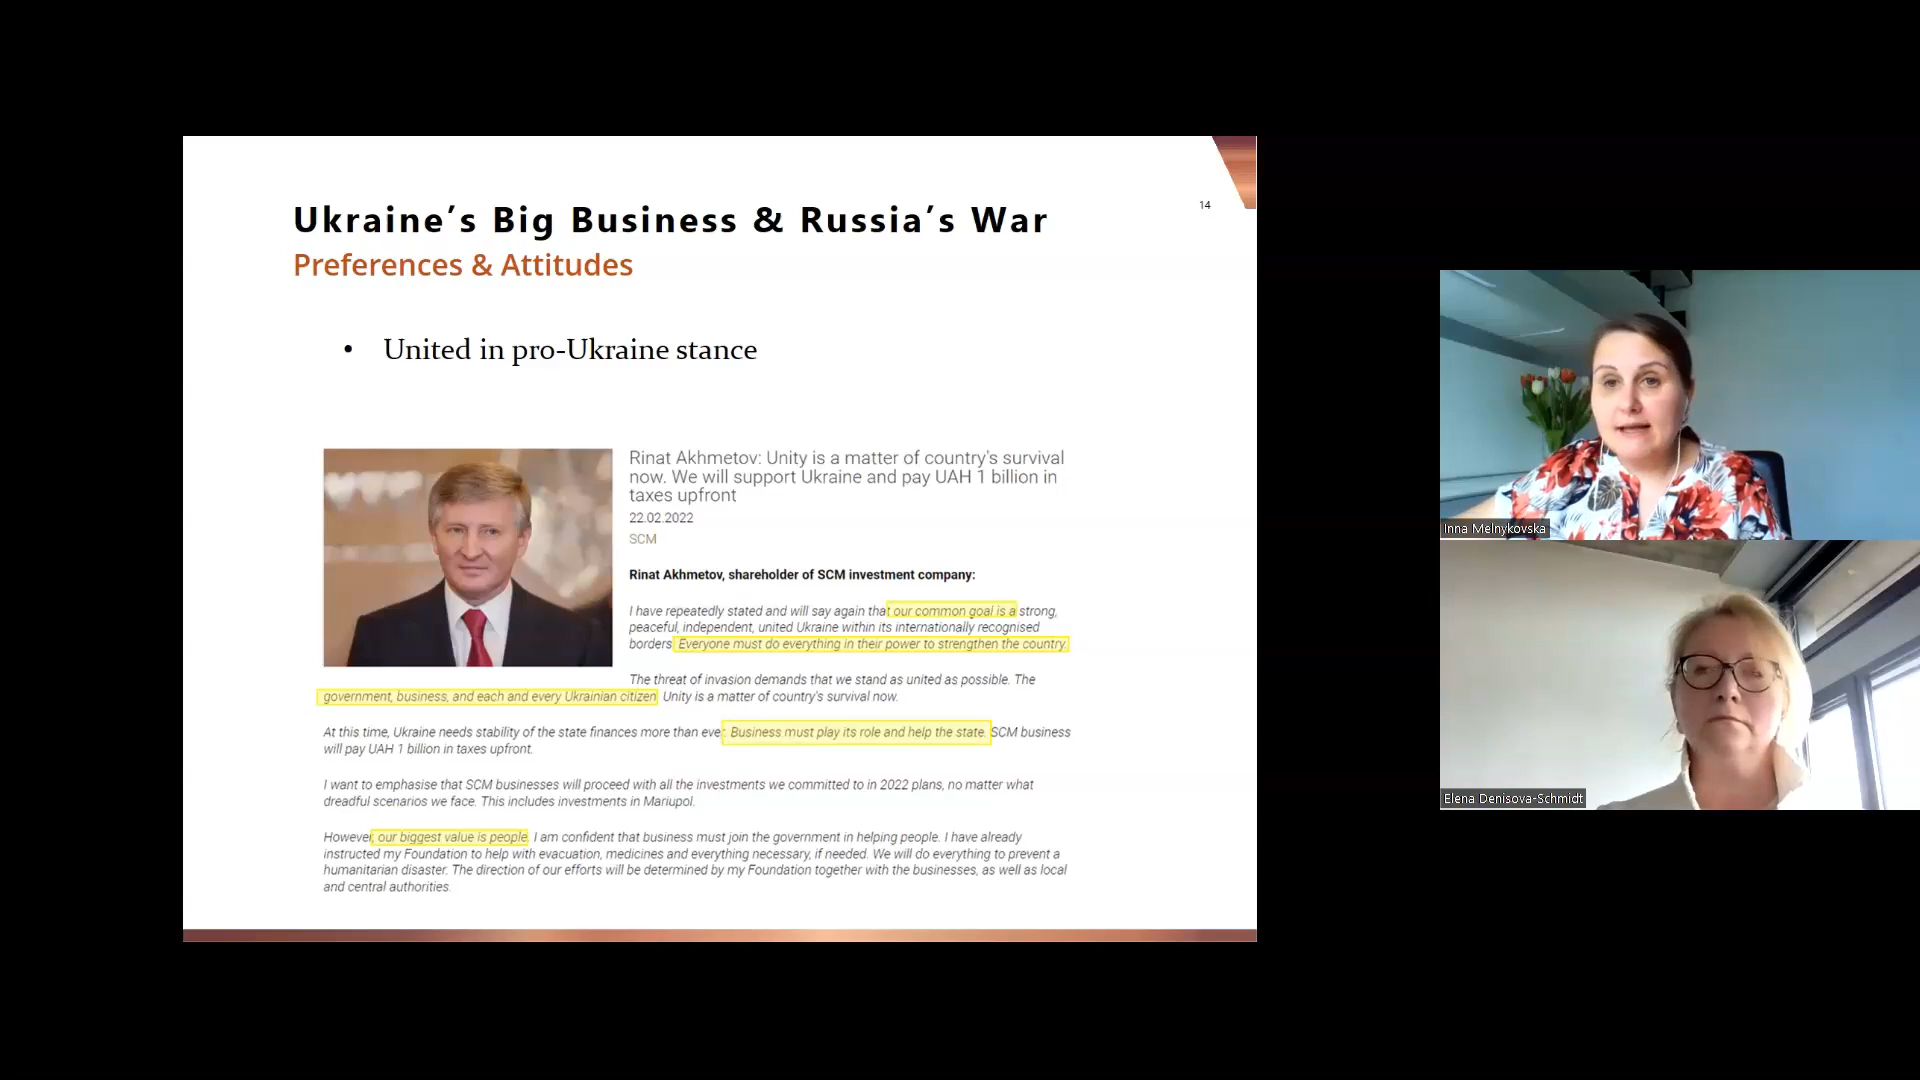 Ukraine’s Big Business & Russia’s War
14
Preferences & Attitudes
• United in pro-Ukraine stance
Rinat Akhmetov: Unity is a matter of country's survival
now. We will support Ukraine and pay UAH 1 billion in
taxes upfront
22.02.2022
SCM
Rinat Akhmetov, shareholder of SCM investment company:
I have repeatedly stated and will say again that our common goal is a strong,
peaceful, independent, united Ukraine within its internationally recognised
borders. Everyone must do everything in their power to strengthen the country.
The threat of invasion demands that we stand as united as possible. The
government, business, and each and every Ukrainian citizen. Unity is a matter of country's survival now.
At this time, Ukraine needs stability of the state finances more than ever. Business must play its role and help the state. SCM business
will pay UAH 1 billion in taxes upfront.
I want to emphasise that SCM businesses will proceed with all the investments we committed to in 2022 plans, no matter what
dreadful scenarios we face. This includes investments in Mariupol.
However, our biggest value is people. I am confident that business must join the government in helping people. I have already
instructed my Foundation to help with evacuation, medicines and everything necessary, if needed. We will do everything to prevent a
humanitarian disaster. The direction of our efforts will be determined by my Foundation together with the businesses, as well as local
and central authorities.
Inna Melnykovska
Elena Denisova-Schmidt